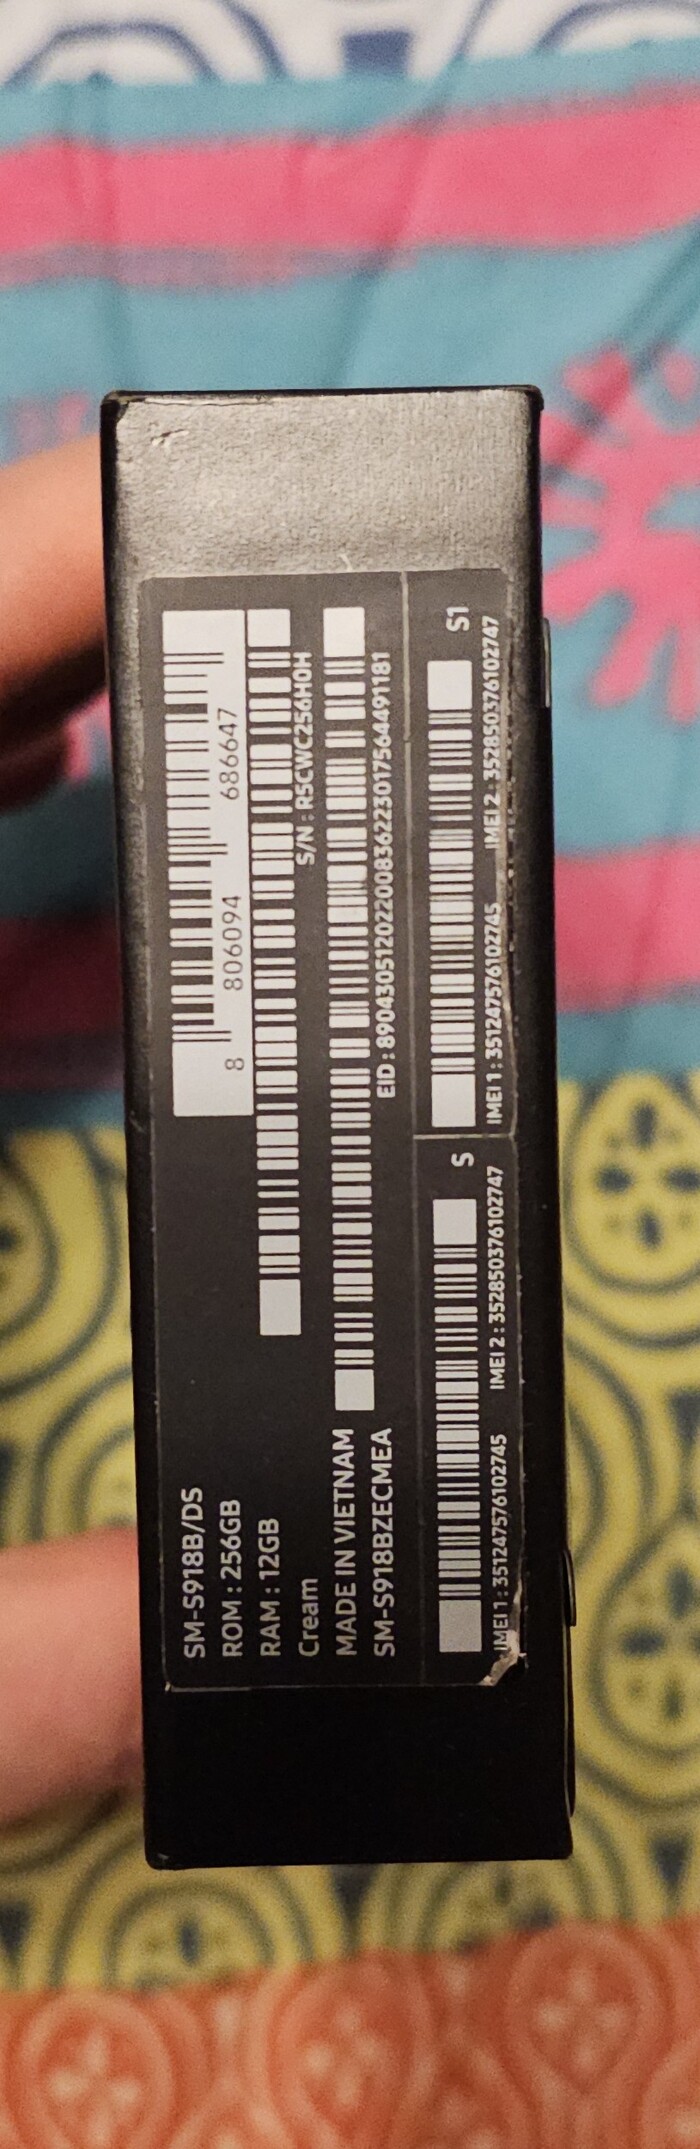 SM-S918B/DS
ROM : 256GB
RAM : 12GB
Cream
MADE IN VIETNAM
SM-S918BZECMEA
8 806094 686647
S/N : R5CWC256H0H
EID : 89043051202200836223017564491181
S
IMEI 1 : 351247576102745 IMEI 2 : 352850376102747
S1
IMEI 1 : 351247576102745 IMEI 2 : 352850376102747